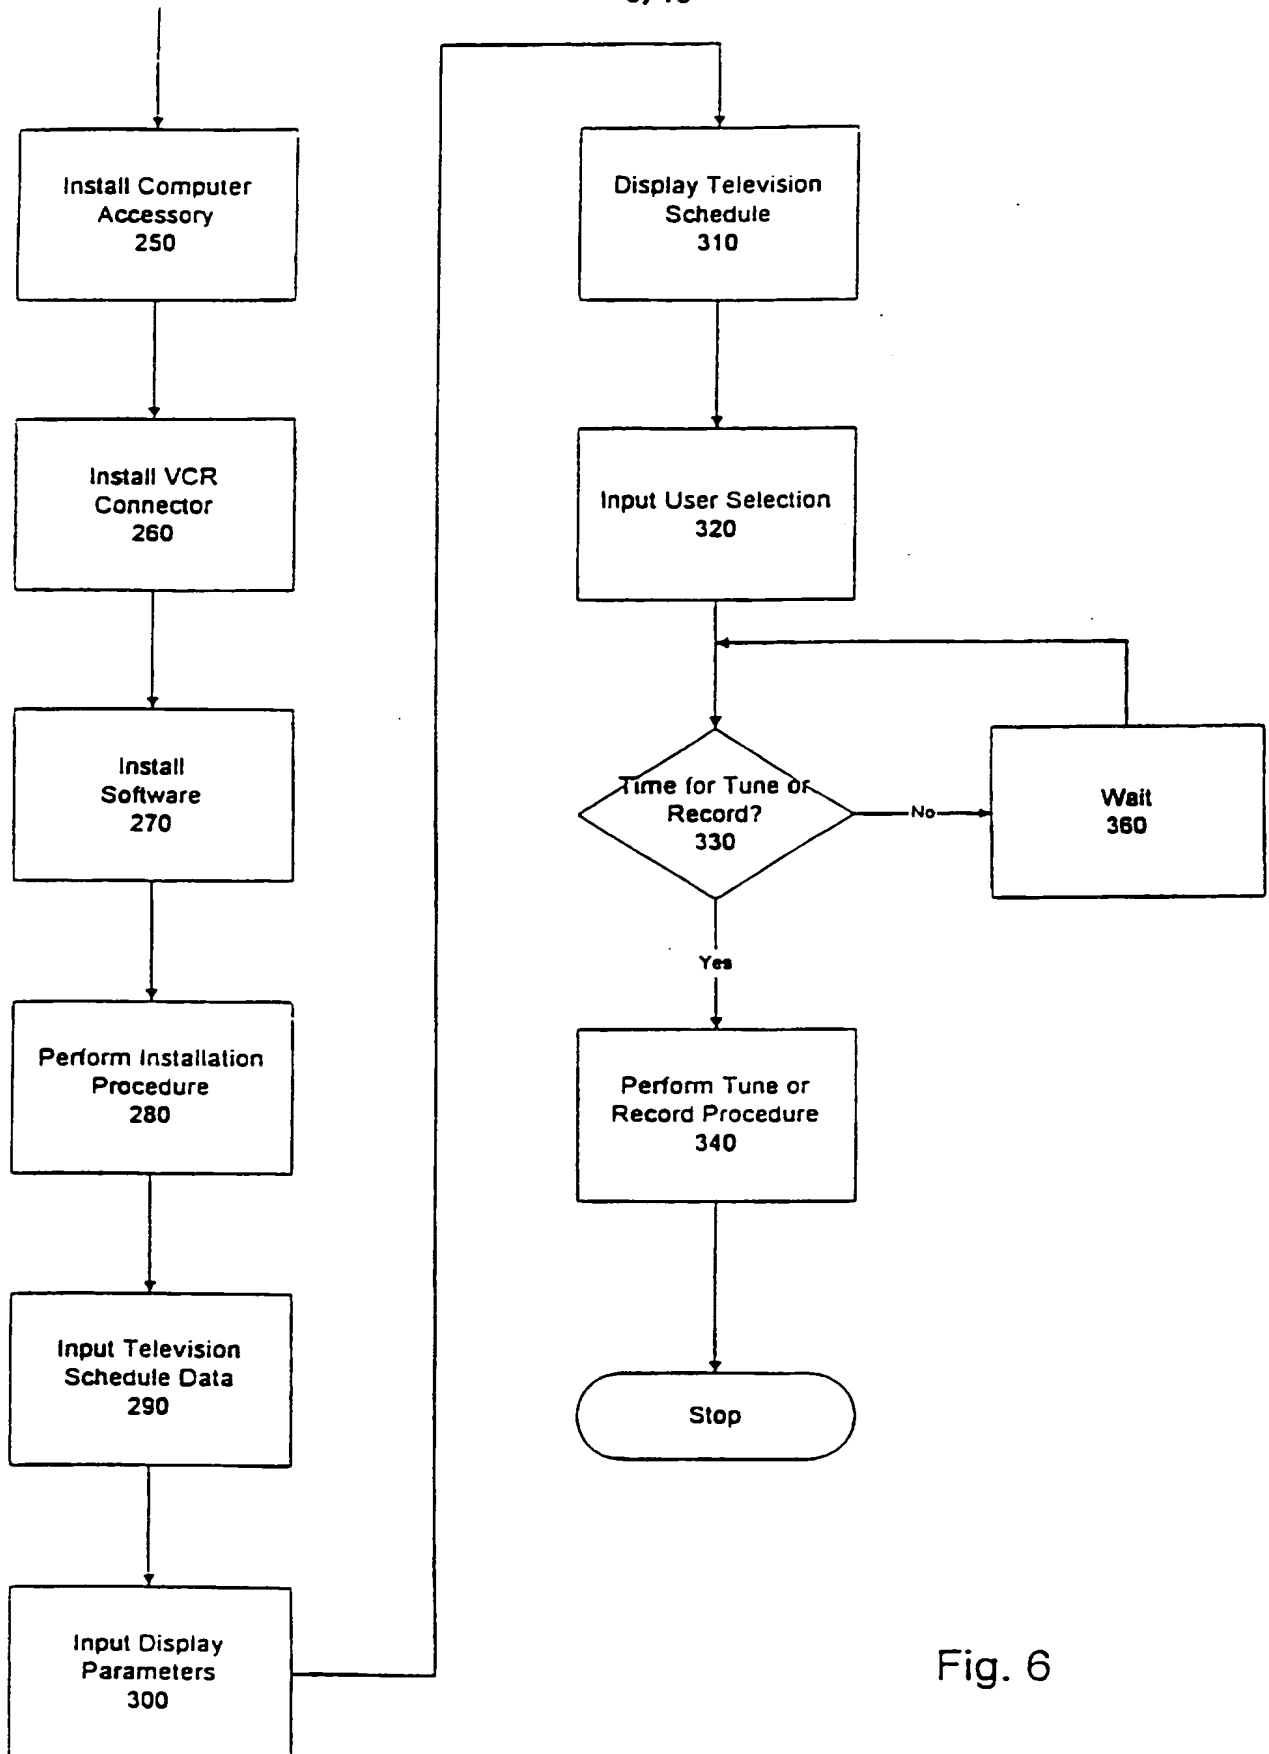 Install Computer
Accessory
250
Install VCR
Connector
260
Install
Software
270
Perform Installation
Procedure
280
Input Television
Schedule Data
290
Input Display
Parameters
300
Display Television
Schedule
310
Input User Selection
320
Time for Tune or
Record?
330
No
Wait
360
Yes
Perform Tune or
Record Procedure
340
Stop
Fig. 6